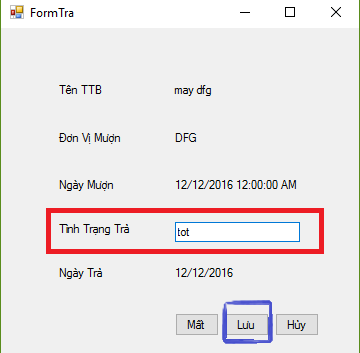 FormTra
Tên TTB may dfg
Đơn Vị Mượn DFG
Ngày Mượn 12/12/2016 12:00:00 AM
Tình Trạng Trả tot
Ngày Trả 12/12/2016
Mất Lưu Hủy